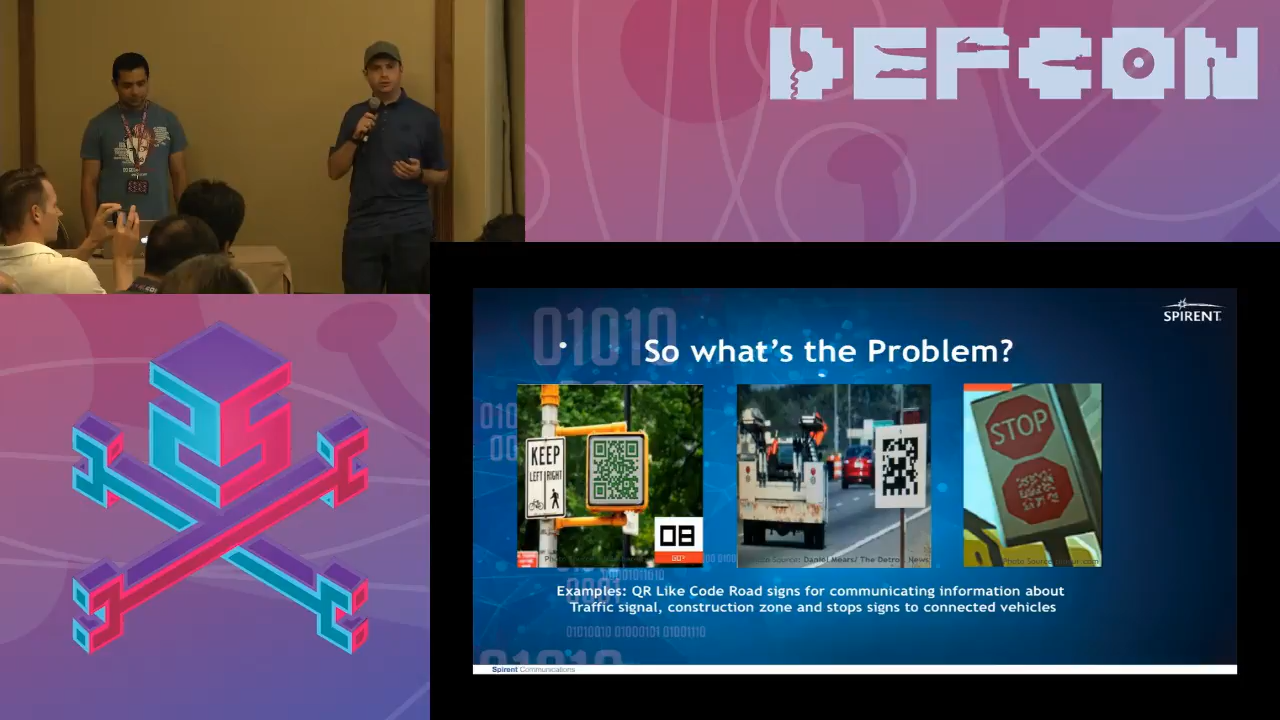 DEFCON
SPIRENT
01010
• So what's the Problem?
KEEP
LEFT RIGHT
08
STOP
Source: Daniel Mears/ The Detroit News
Photo Source:
Examples: QR Like Code Road signs for communicating information about
Traffic signal, construction zone and stops signs to connected vehicles
01010010 01000101 01001110
Spirent Communications